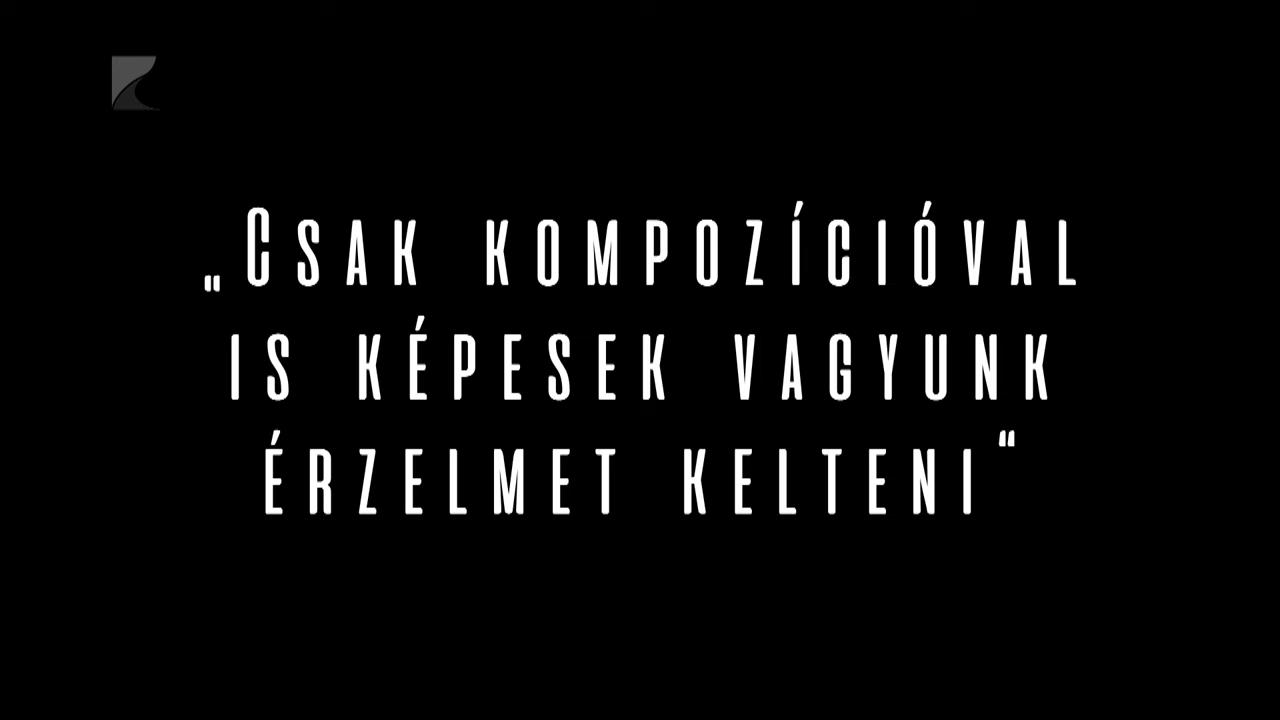 „Csak kompozícióval
is képesek vagyunk
érzelmet kelteni“